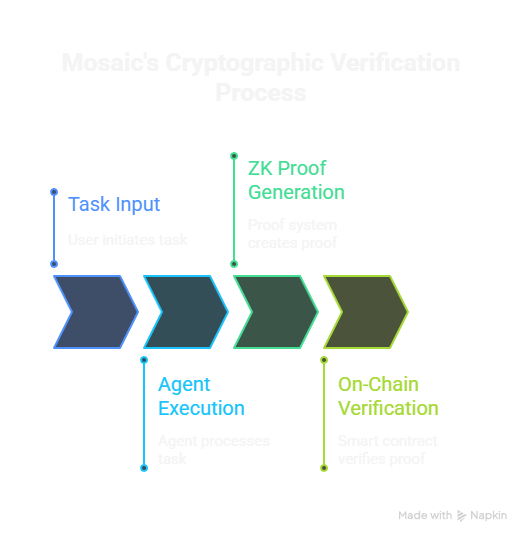 Mosaic's Cryptographic Verification
Process
ZK Proof
Generation
Proof system
creates proof
Task Input
User initiates task
Agent
Execution
Agent processes
task
On-Chain
Verification
Smart contract
verifies proof
Made with Napkin